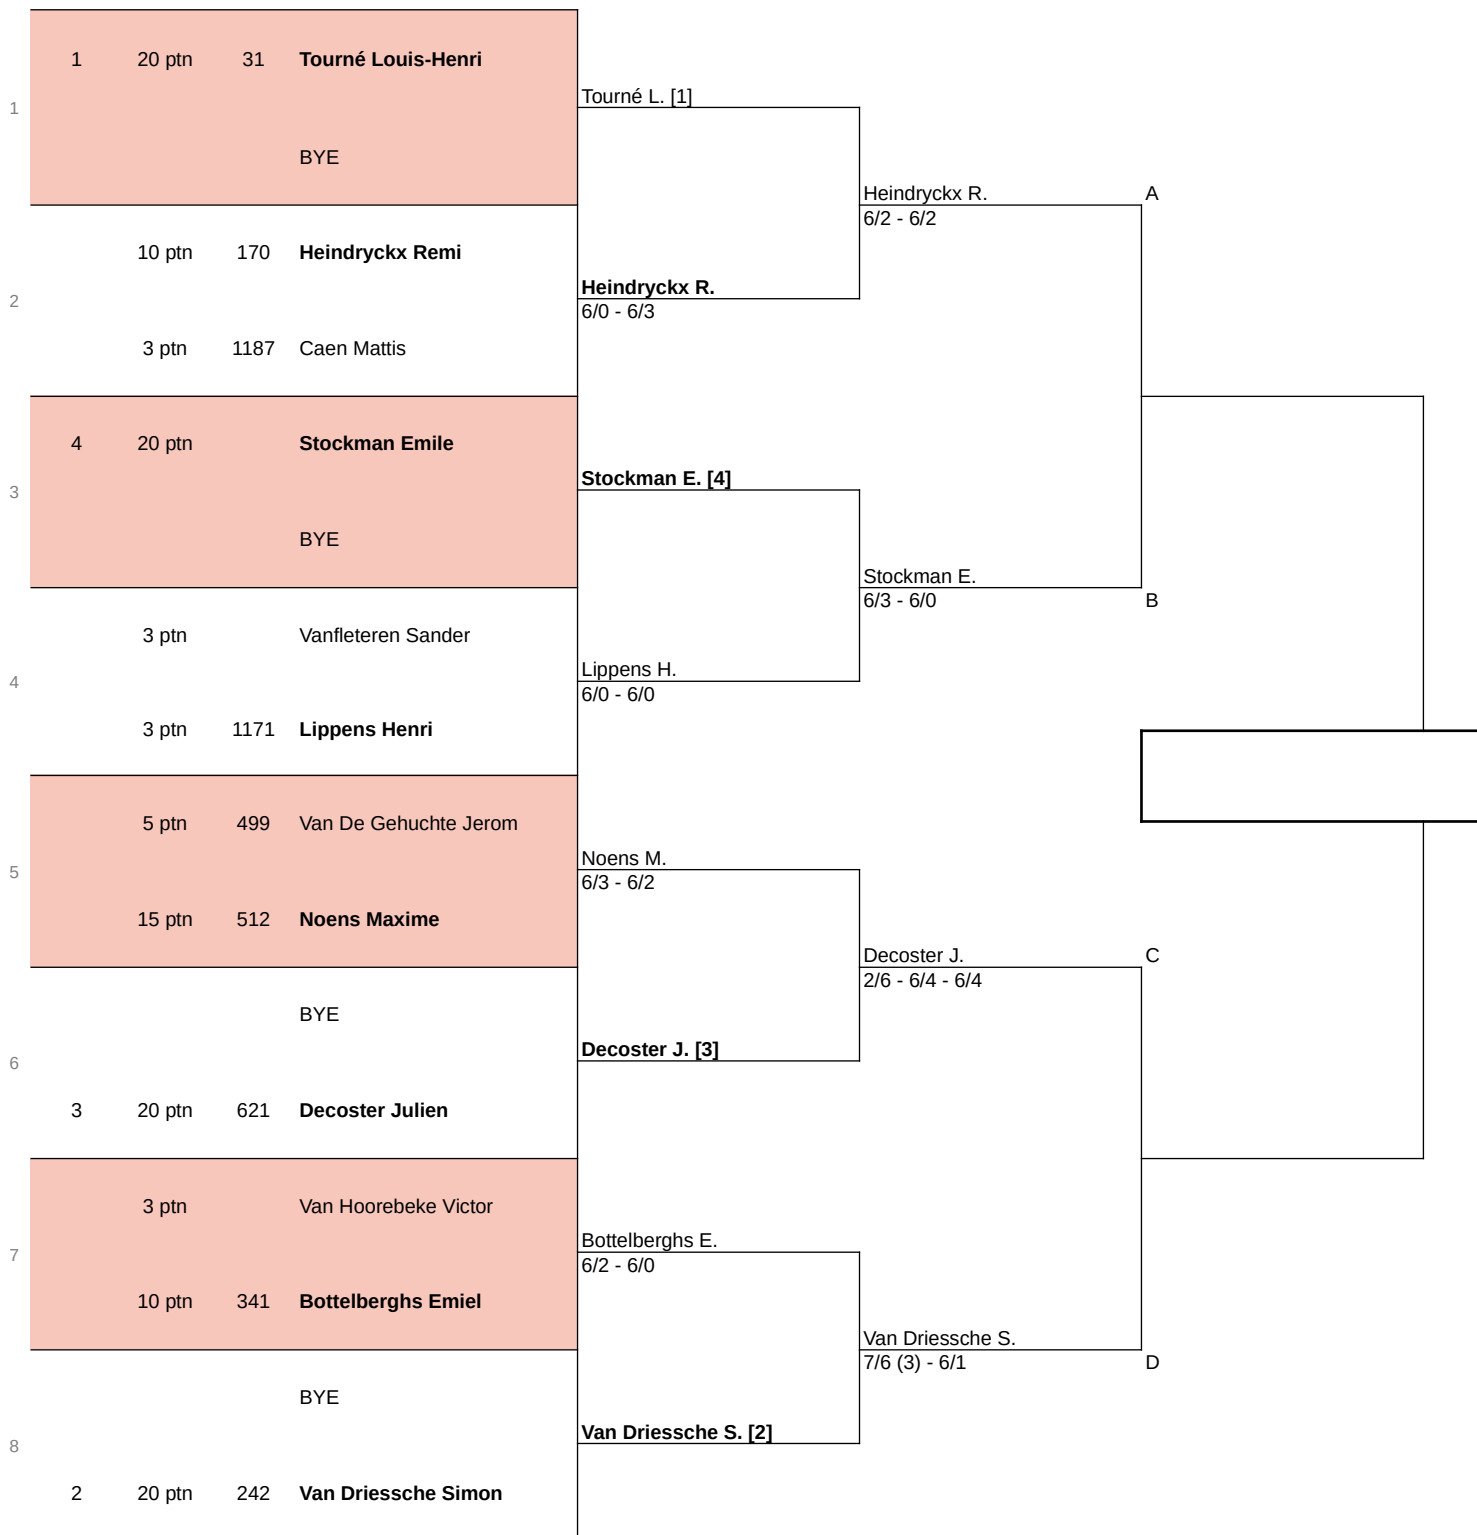 1 20 ptn 31 Tourné Louis-Henri
Tourné L. [1]
1
BYE
Heindryckx R. A
6/2 - 6/2
10 ptn 170 Heindryckx Remi
Heindryckx R.
2
6/0 - 6/3
3 ptn 1187 Caen Mattis
4 20 ptn Stockman Emile
Stockman E. [4]
3
BYE
Stockman E.
6/3 - 6/0 B
3 ptn Vanfleteren Sander
Lippens H.
4
6/0 - 6/0
3 ptn 1171 Lippens Henri
5 ptn 499 Van De Gehuchte Jerom
Noens M.
5
6/3 - 6/2
15 ptn 512 Noens Maxime
Decoster J. C
2/6 - 6/4 - 6/4
BYE
Decoster J. [3]
6
3 20 ptn 621 Decoster Julien
3 ptn Van Hoorebeke Victor
Bottelberghs E.
7
6/2 - 6/0
10 ptn 341 Bottelberghs Emiel
Van Driessche S.
7/6 (3) - 6/1 D
BYE
Van Driessche S. [2]
8
2 20 ptn 242 Van Driessche Simon